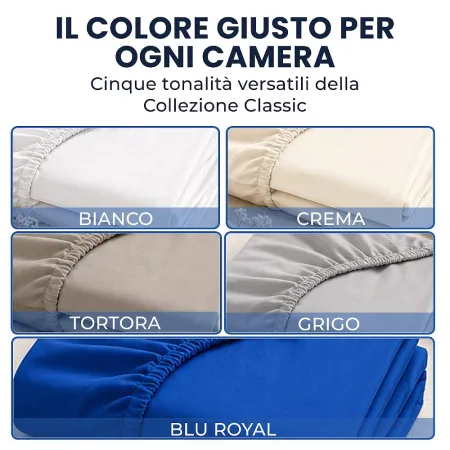 IL COLORE GIUSTO PER
OGNI CAMERA
Cinque tonalità versatili della
Collezione Classic
BIANCO
CREMA
TORTORA
GRIGO
BLU ROYAL